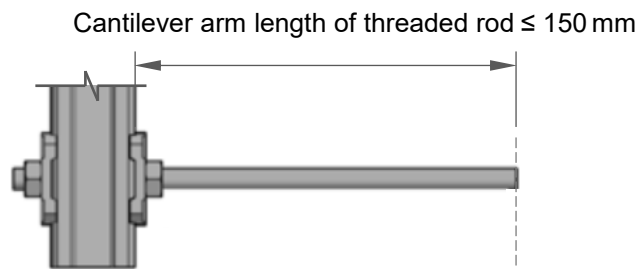 Cantilever arm length of threaded rod ≤ 150 mm